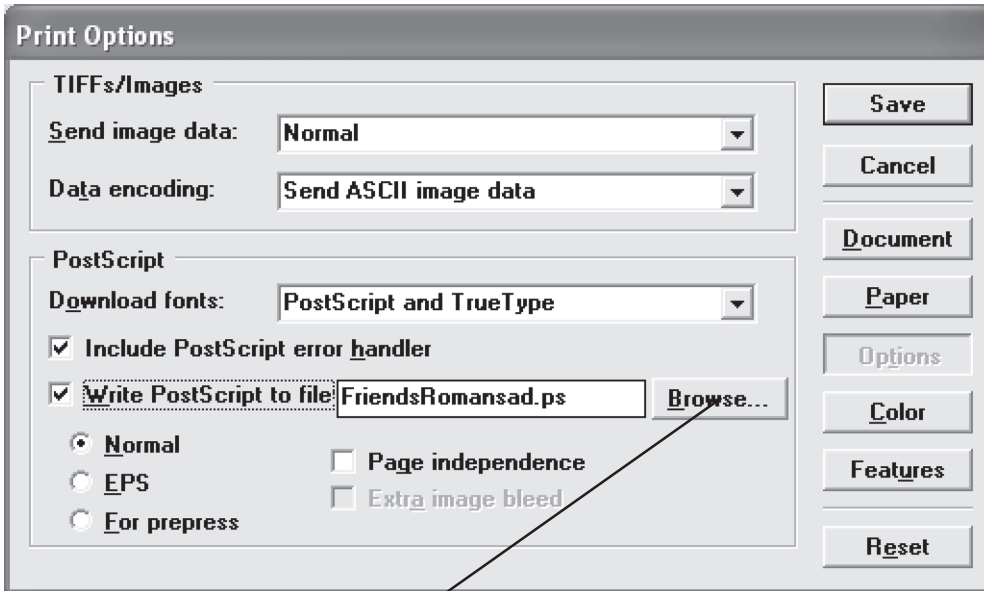 Print Options
TIFFs/Images
Send image data: Normal
Data encoding: Send ASCII image data
PostScript
Download fonts: PostScript and TrueType
Include PostScript error handler
Write PostScript to file FriendsRomansad.ps Browse...
Normal
EPS
For prepress
Page independence
Extra image bleed
Save
Cancel
Document
Paper
Options
Color
Features
Reset